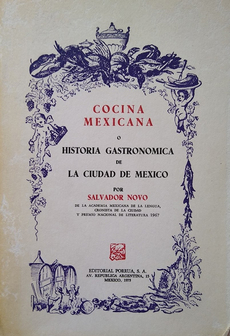 COCINA
MEXICANA
O
HISTORIA GASTRONOMICA
DE
LA CIUDAD DE MEXICO
POR
SALVADOR NOVO
DE LA ACADEMIA MEXICANA DE LA LENGUA,
CRONISTA DE LA CIUDAD
Y PREMIO NACIONAL DE LITERATURA 1967
EDITORIAL PORRUA, S. A.
AV. REPUBLICA ARGENTINA, 15
MEXICO, 1979